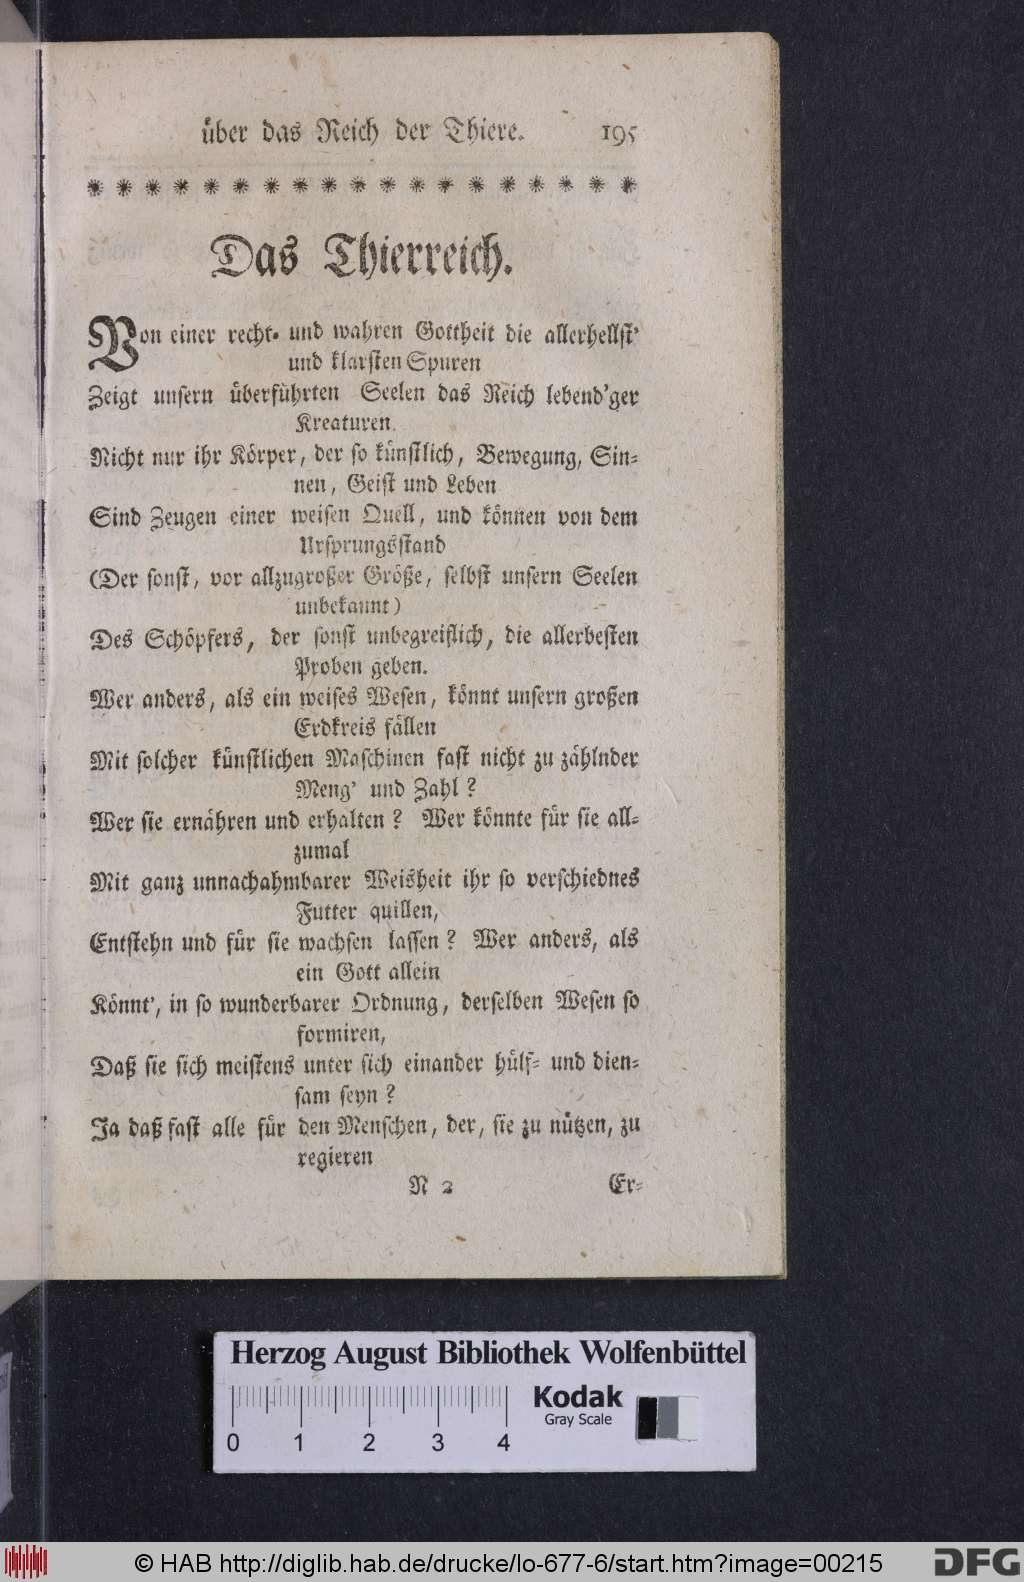 über das Reich der Thiere. 195
Das Thierreich.
Von einer recht- und wahren Gottheit die allerhellst'
und klarsten Spuren
Zeigt unsern überführten Seelen das Reich lebend'ger
Kreaturen.
Nicht nur ihr Körper, der so künstlich, Bewegung, Sin-
nen, Geist und Leben
Sind Zeugen einer weisen Quell, und können von dem
Ursprungsstand
(Der sonst, vor allzugroßer Größe, selbst unsern Seelen
unbekannt)
Des Schöpfers, der sonst unbegreiflich, die allerbesten
Proben geben.
Wer anders, als ein weises Wesen, könnt unsern großen
Erdkreis fällen
Mit solcher künstlichen Maschinen fast nicht zu zählnder
Meng' und Zahl?
Wer sie ernähren und erhalten? Wer könnte für sie all-
zumal
Mit ganz unnachahmbarer Weisheit ihr so verschiednes
Futter quillen,
Entstehn und für sie wachsen lassen? Wer anders, als
ein Gott allein
Könnt', in so wunderbarer Ordnung, derselben Wesen so
formiren,
Daß sie sich meistens unter sich einander hülf- und dien-
sam seyn?
Ja daß fast alle für den Menschen, der, sie zu nützen, zu
regieren
N 2 Er-
Herzog August Bibliothek Wolfenbüttel
Kodak
Gray Scale
0 1 2 3 4
© HAB http://diglib.hab.de/drucke/lo-677-6/start.htm?image=00215
DFG